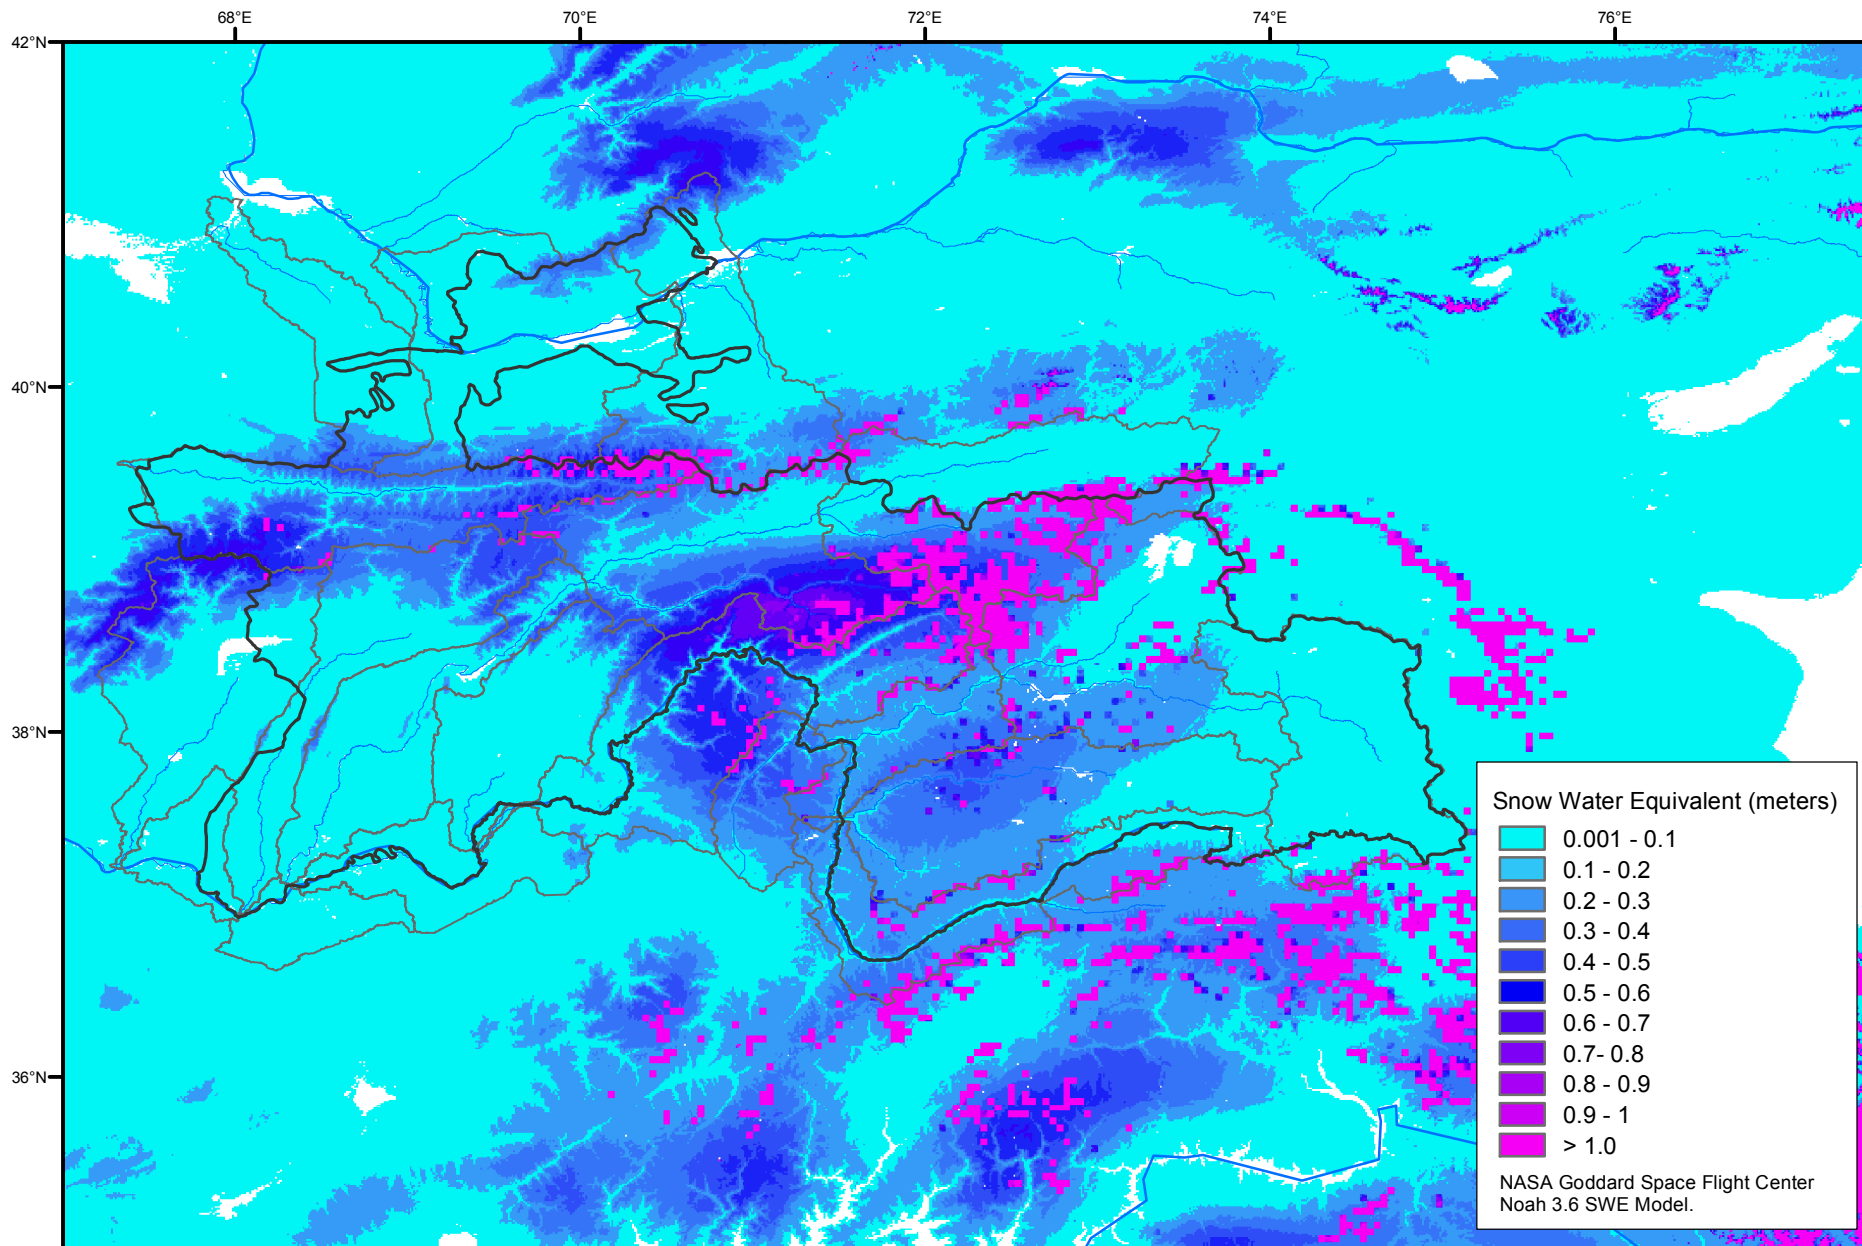 68°E
70°E
72°E
74°E
76°E
42°N
40°N
38°N
36°N
Snow Water Equivalent (meters)
0.001 - 0.1
0.1 - 0.2
0.2 - 0.3
0.3 - 0.4
0.4 - 0.5
0.5 - 0.6
0.6 - 0.7
0.7- 0.8
0.8 - 0.9
0.9 - 1
> 1.0
NASA Goddard Space Flight Center
Noah 3.6 SWE Model.